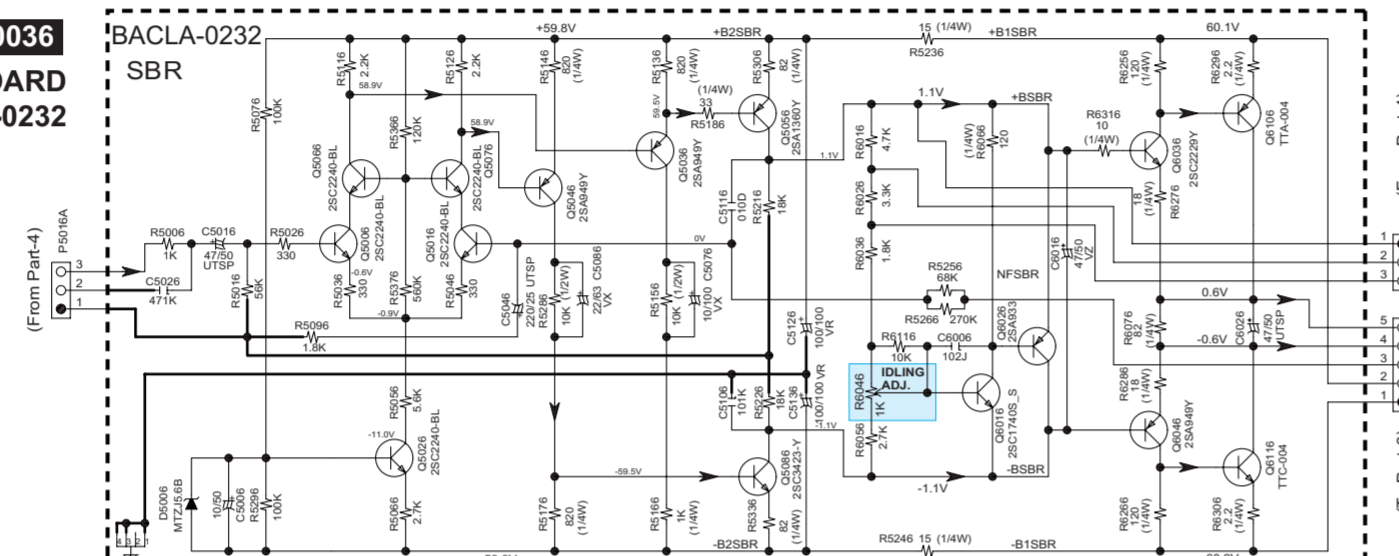 0036
BACLA-0232
SBR
OARD
-0232
(From Part-4)
P5016A
3
2
1
R5006
1K
C5016
47/50
UTSP
C5026
471K
R5016
56K
R5026
330
R5096
1.8K
R5076
100K
R5116
2.2K
58.9V
R5366
120K
R5126
2.2K
58.9V
Q5066
2SC2240-BL
2SC2240-BL
Q5076
Q5006
2SC2240-BL
Q5016
2SC2240-BL
-0.6V
R5036
330
-0.9V
R5376
560K
R5046
330
R5056
5.6K
-11.0V
Q5026
2SC2240-BL
R5066
2.7K
D5006
MTZJ5.6B
10/50
C5006
R5296
100K
4 3 2 1
+59.8V
R5146
820
(1/4W)
Q5046
2SA949Y
C5046
220/25 UTSP
R5286
10K (1/2W)
22/63 C5086
VX
R5176
820
(1/4W)
-59.5V
R5136
820
(1/4W)
59.5V
(1/4W)
33
R5186
Q5036
2SA949Y
0V
R5156
10K (1/2W)
10/100 C5076
VX
R5166
1K
(1/4W)
+B2SBR
R5306
82
(1/4W)
Q5056
2SA1360Y
1.1V
C5116
010D
R5216
18K
C5126
100/100
VR
C5106
101K
R5226
18K
C5136
100/100 VR
-1.1V
Q5086
2SC3423-Y
R5336
82
(1/4W)
-B2SBR
15 (1/4W)
R5236
+B1SBR
1.1V
+BSBR
R6016
4.7K
(1/4W)
R6066
120
R6026
3.3K
R6036
1.8K
R5256
68K
R5266
270K
NFSBR
C6016
47/50
VZ
R6116
10K
C6006
102J
Q6026
2SA933
IDLING
ADJ.
R6046
1K
R6056
2.7K
Q6016
2SC1740S_S
-BSBR
-1.1V
R5246 15 (1/4W)
-B1SBR
60.1V
R6256
120
(1/4W)
R6296
2.2
(1/4W)
R6316
10
(1/4W)
Q6036
2SC2229Y
Q6106
TTA-004
18
(1/4W)
R6276
0.6V
R6076
82
(1/4W)
C6026
47/50
UTSP
-0.6V
R6286
18
(1/4W)
Q6046
2SA949Y
Q6116
TTC-004
R6266
120
(1/4W)
R6306
2.2
(1/4W)
1
2
3
5
4
3
2
1